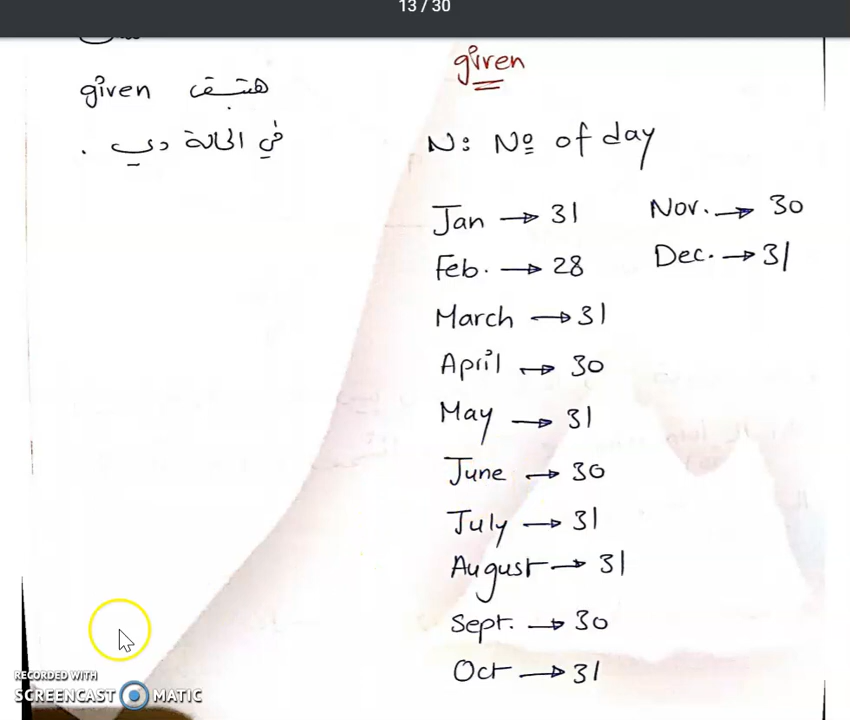 13 / 30
given
هتبقى given
في الحالة دي .
N: Nº of day
Jan → 31
Feb. → 28
March → 31
April → 30
May → 31
June → 30
July → 31
August → 31
Sept. → 30
Oct → 31
Nov. → 30
Dec. → 31
RECORDED WITH
SCREENCAST MATIC